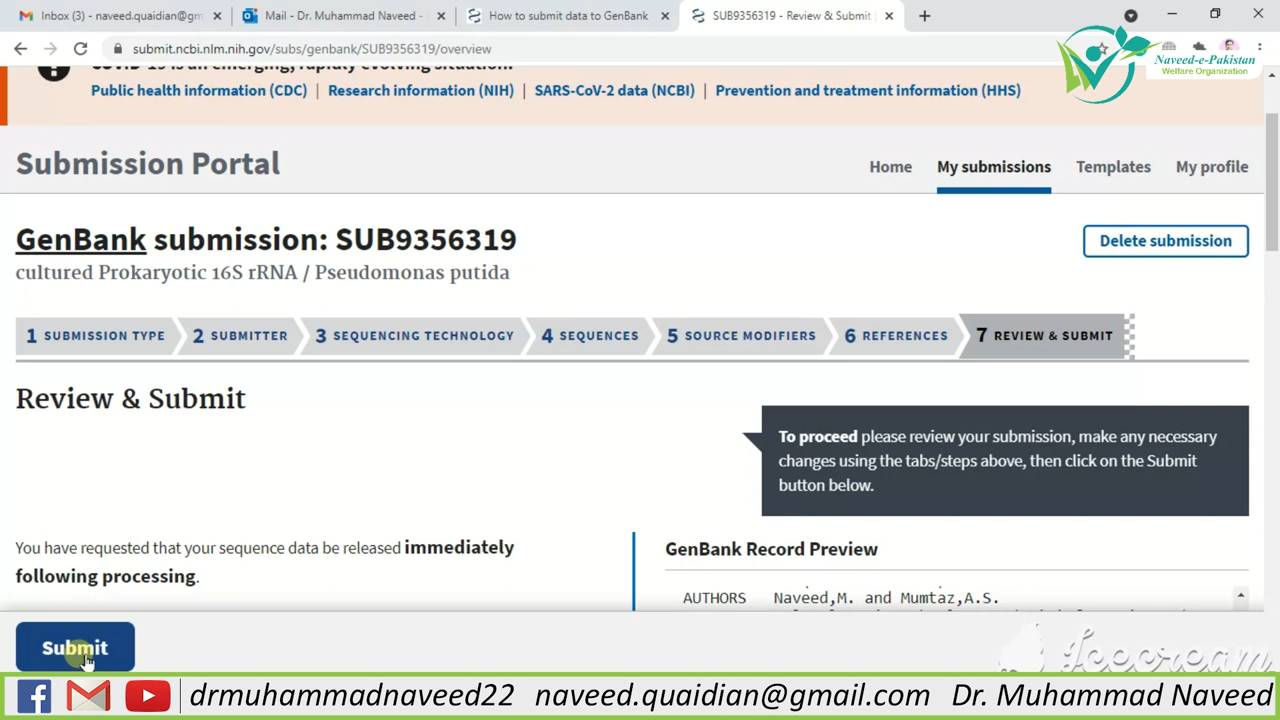 Inbox (3) - naveed.quaidian@gm
Mail - Dr. Muhammad Naveed -
How to submit data to GenBank
SUB9356319 - Review & Submit
submit.ncbi.nlm.nih.gov/subs/genbank/SUB9356319/overview
Naveed-e-Pakistan
Welfare Organization
Public health information (CDC) | Research information (NIH) | SARS-CoV-2 data (NCBI) | Prevention and treatment information (HHS)
Submission Portal
Home My submissions Templates My profile
GenBank submission: SUB9356319
Delete submission
cultured Prokaryotic 16S rRNA / Pseudomonas putida
1 SUBMISSION TYPE 2 SUBMITTER 3 SEQUENCING TECHNOLOGY 4 SEQUENCES 5 SOURCE MODIFIERS 6 REFERENCES 7 REVIEW & SUBMIT
Review & Submit
To proceed please review your submission, make any necessary
changes using the tabs/steps above, then click on the Submit
button below.
You have requested that your sequence data be released immediately
following processing.
GenBank Record Preview
AUTHORS Naveed,M. and Mumtaz,A.S.
Submit
Icecream
drmuhammadnaveed22 naveed.quaidian@gmail.com Dr. Muhammad Naveed